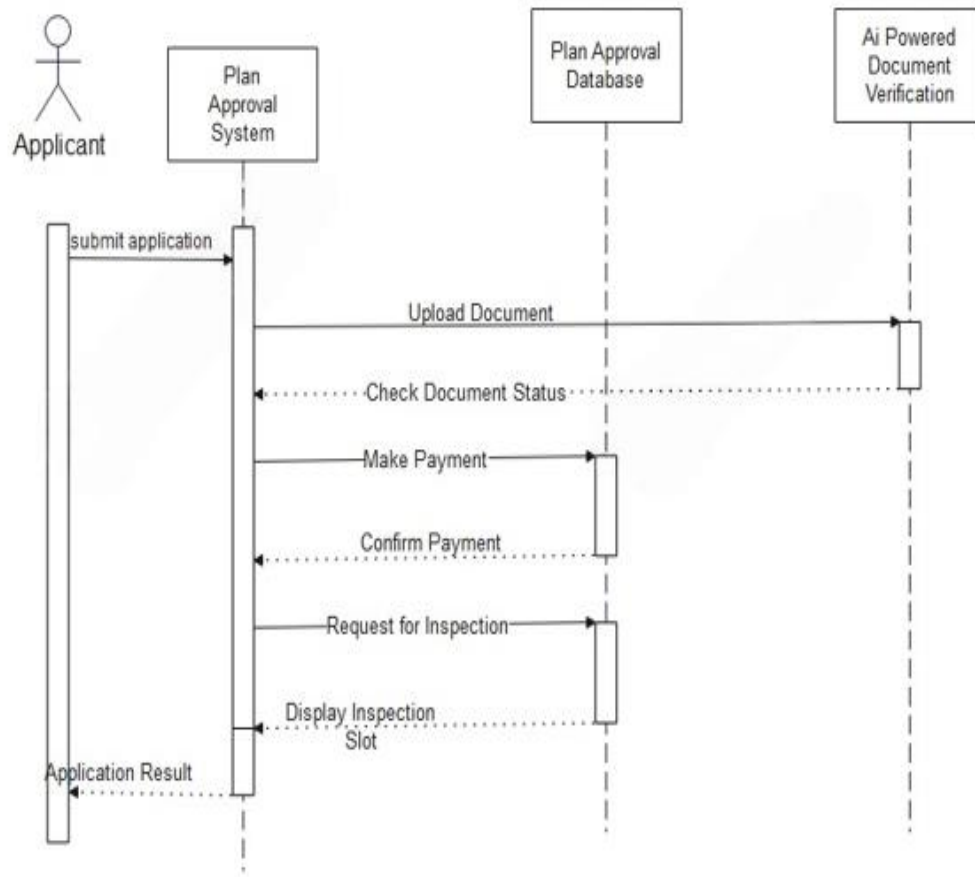 Applicant
Plan
Approval
System
Plan Approval
Database
Ai Powered
Document
Verification
submit application
Upload Document
Check Document Status
Make Payment
Confirm Payment
Request for Inspection
Display Inspection
Slot
Application Result